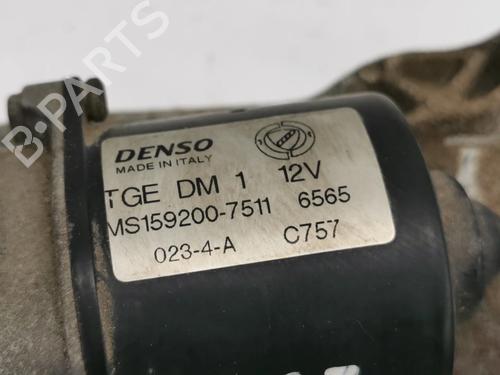 B-PARTS
DENSO
MADE IN ITALY
TGE DM 1 12V
MS159200-7511 6565
023-4-A C757